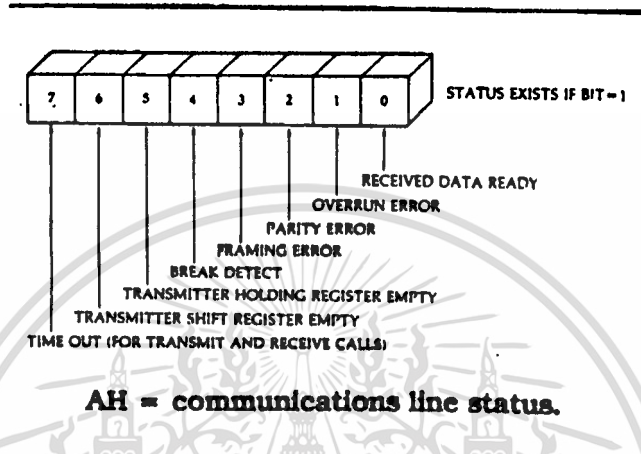 7 6 5 4 3 2 1 0 STATUS EXISTS IF BIT=1
RECEIVED DATA READY
OVERRUN ERROR
PARITY ERROR
FRAMING ERROR
BREAK DETECT
TRANSMITTER HOLDING REGISTER EMPTY
TRANSMITTER SHIFT REGISTER EMPTY
TIME OUT (FOR TRANSMIT AND RECEIVE CALLS)
AH = communications line status.